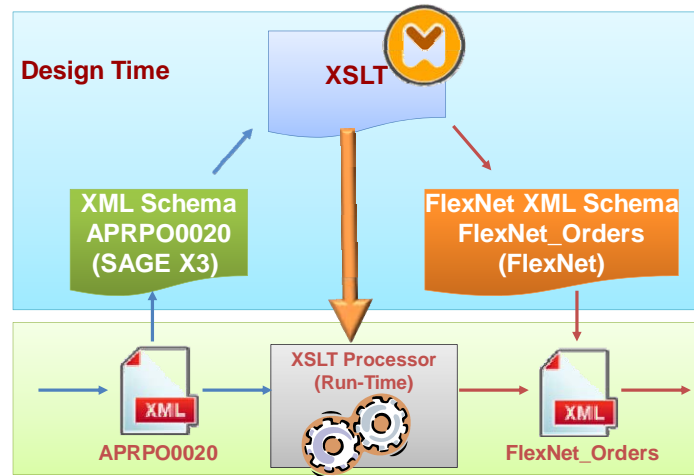 Design Time
XSLT
XML Schema
APRPO0020
(SAGE X3)
FlexNet XML Schema
FlexNet_Orders
(FlexNet)
XSLT Processor
(Run-Time)
XML
APRPO0020
XML
FlexNet_Orders